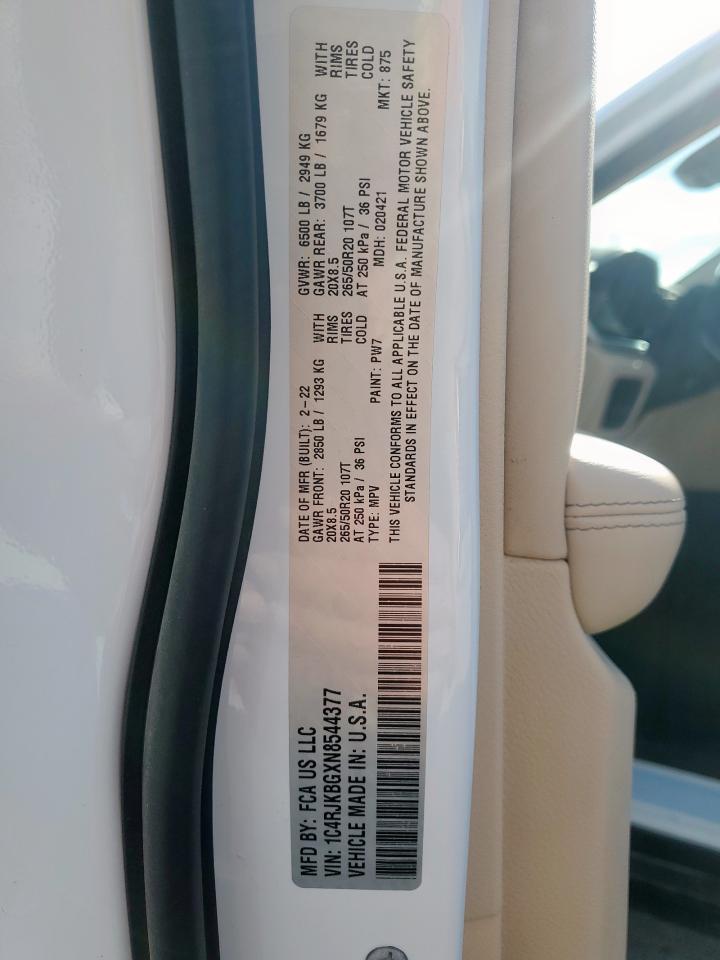 MFD BY: FCA US LLC
VIN: 1C4RJKBGXN8544377
VEHICLE MADE IN: U.S.A.
DATE OF MFR (BUILT): 2-22
GAWR FRONT: 2850 LB / 1293 KG WITH
20X8.5 RIMS
265/50R20 107T TIRES
AT 250 kPa / 36 PSI COLD
TYPE: MPV PAINT: PW7
GVWR: 6500 LB / 2949 KG
GAWR REAR: 3700 LB / 1679 KG WITH
20X8.5 RIMS
265/50R20 107T TIRES
AT 250 kPa / 36 PSI COLD
MDH: 020421 MKT: 875
THIS VEHICLE CONFORMS TO ALL APPLICABLE U.S.A. FEDERAL MOTOR VEHICLE SAFETY
STANDARDS IN EFFECT ON THE DATE OF MANUFACTURE SHOWN ABOVE.